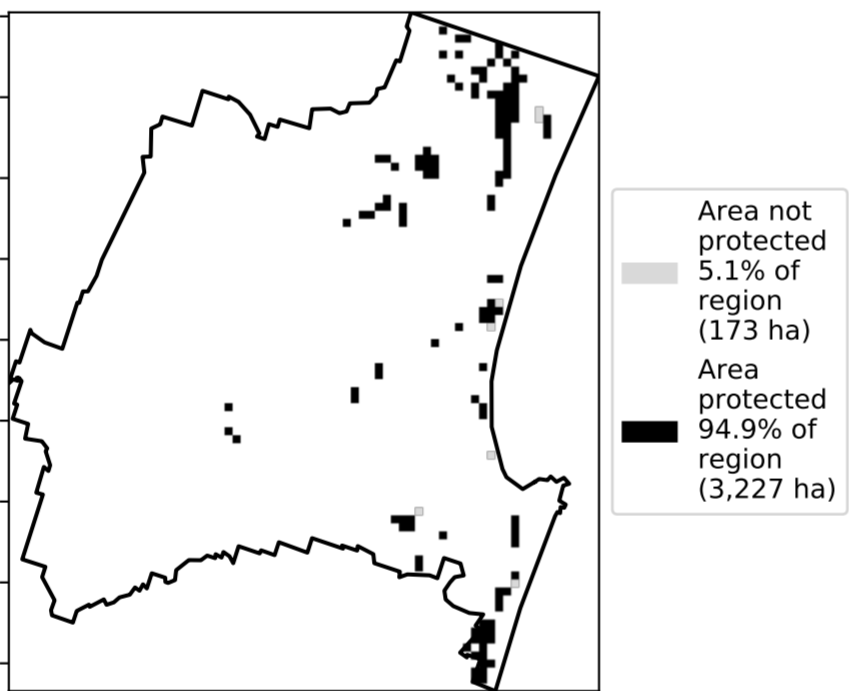 Area not
protected
5.1% of
region
(173 ha)
Area
protected
94.9% of
region
(3,227 ha)